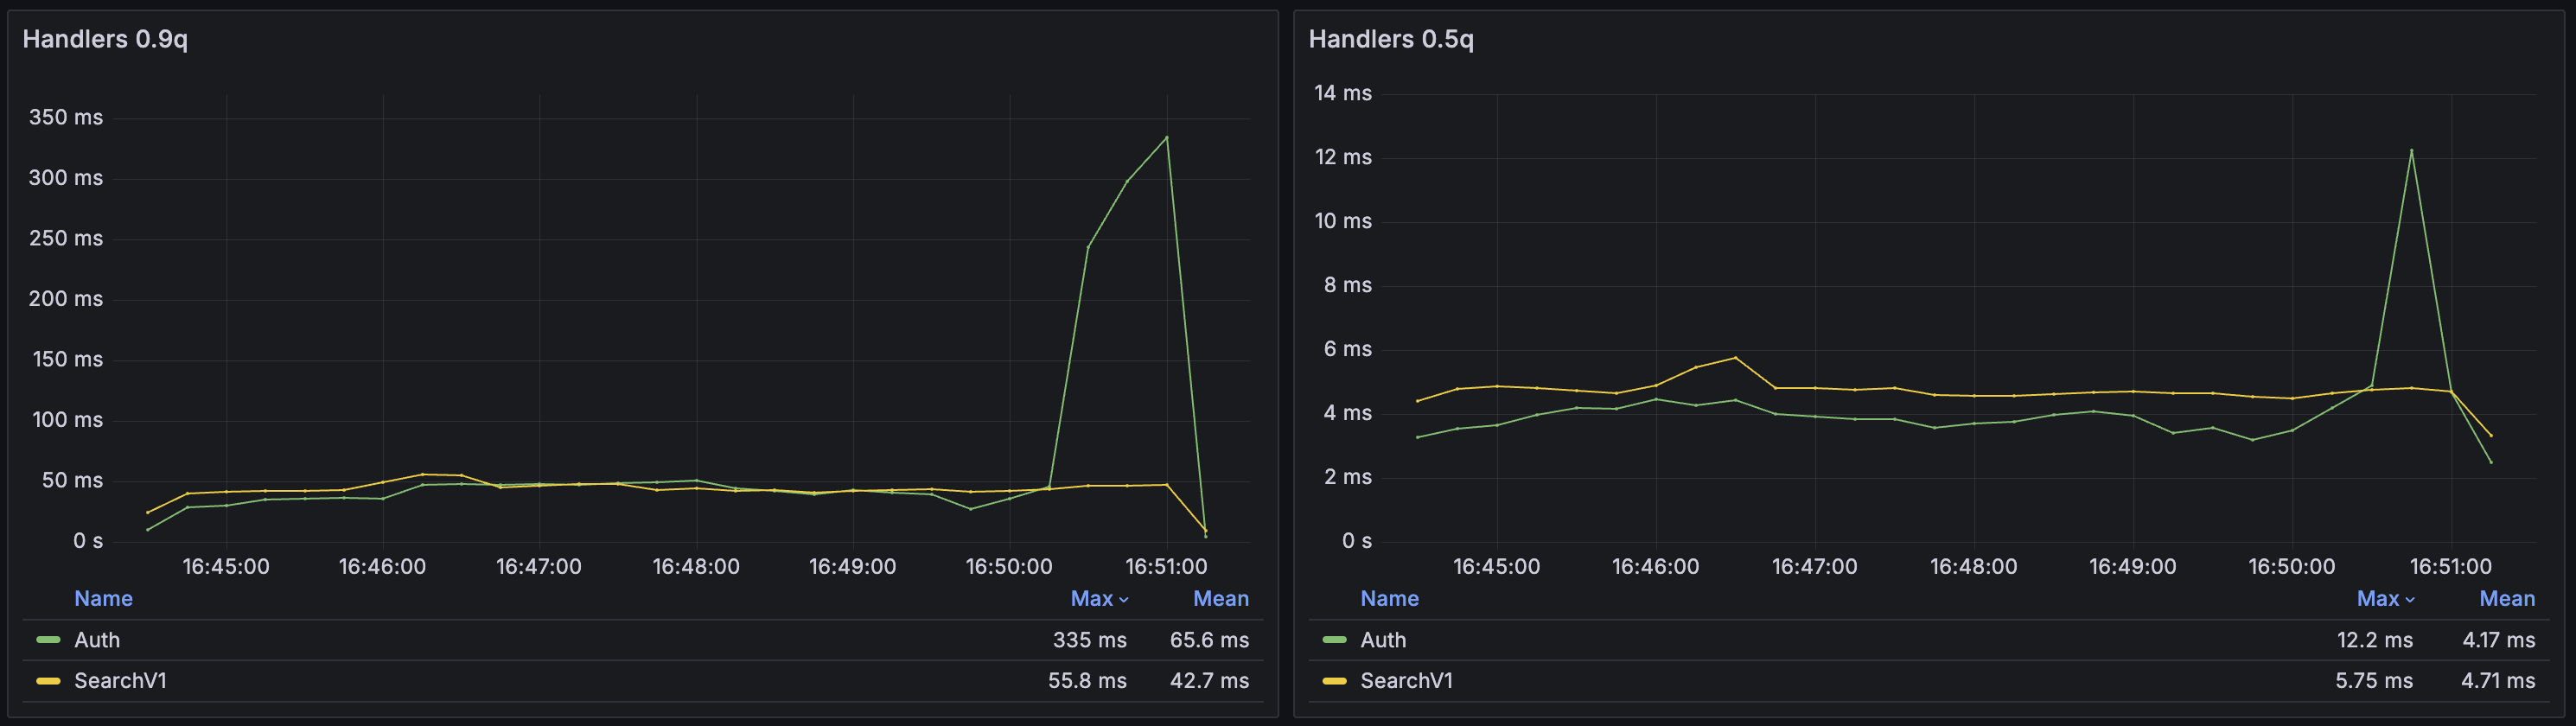 Handlers 0.9q
350 ms
300 ms
250 ms
200 ms
150 ms
100 ms
50 ms
0 s
16:45:00 16:46:00 16:47:00 16:48:00 16:49:00 16:50:00 16:51:00
Name Max Mean
Auth 335 ms 65.6 ms
SearchV1 55.8 ms 42.7 ms
Handlers 0.5q
14 ms
12 ms
10 ms
8 ms
6 ms
4 ms
2 ms
0 s
16:45:00 16:46:00 16:47:00 16:48:00 16:49:00 16:50:00 16:51:00
Name Max Mean
Auth 12.2 ms 4.17 ms
SearchV1 5.75 ms 4.71 ms